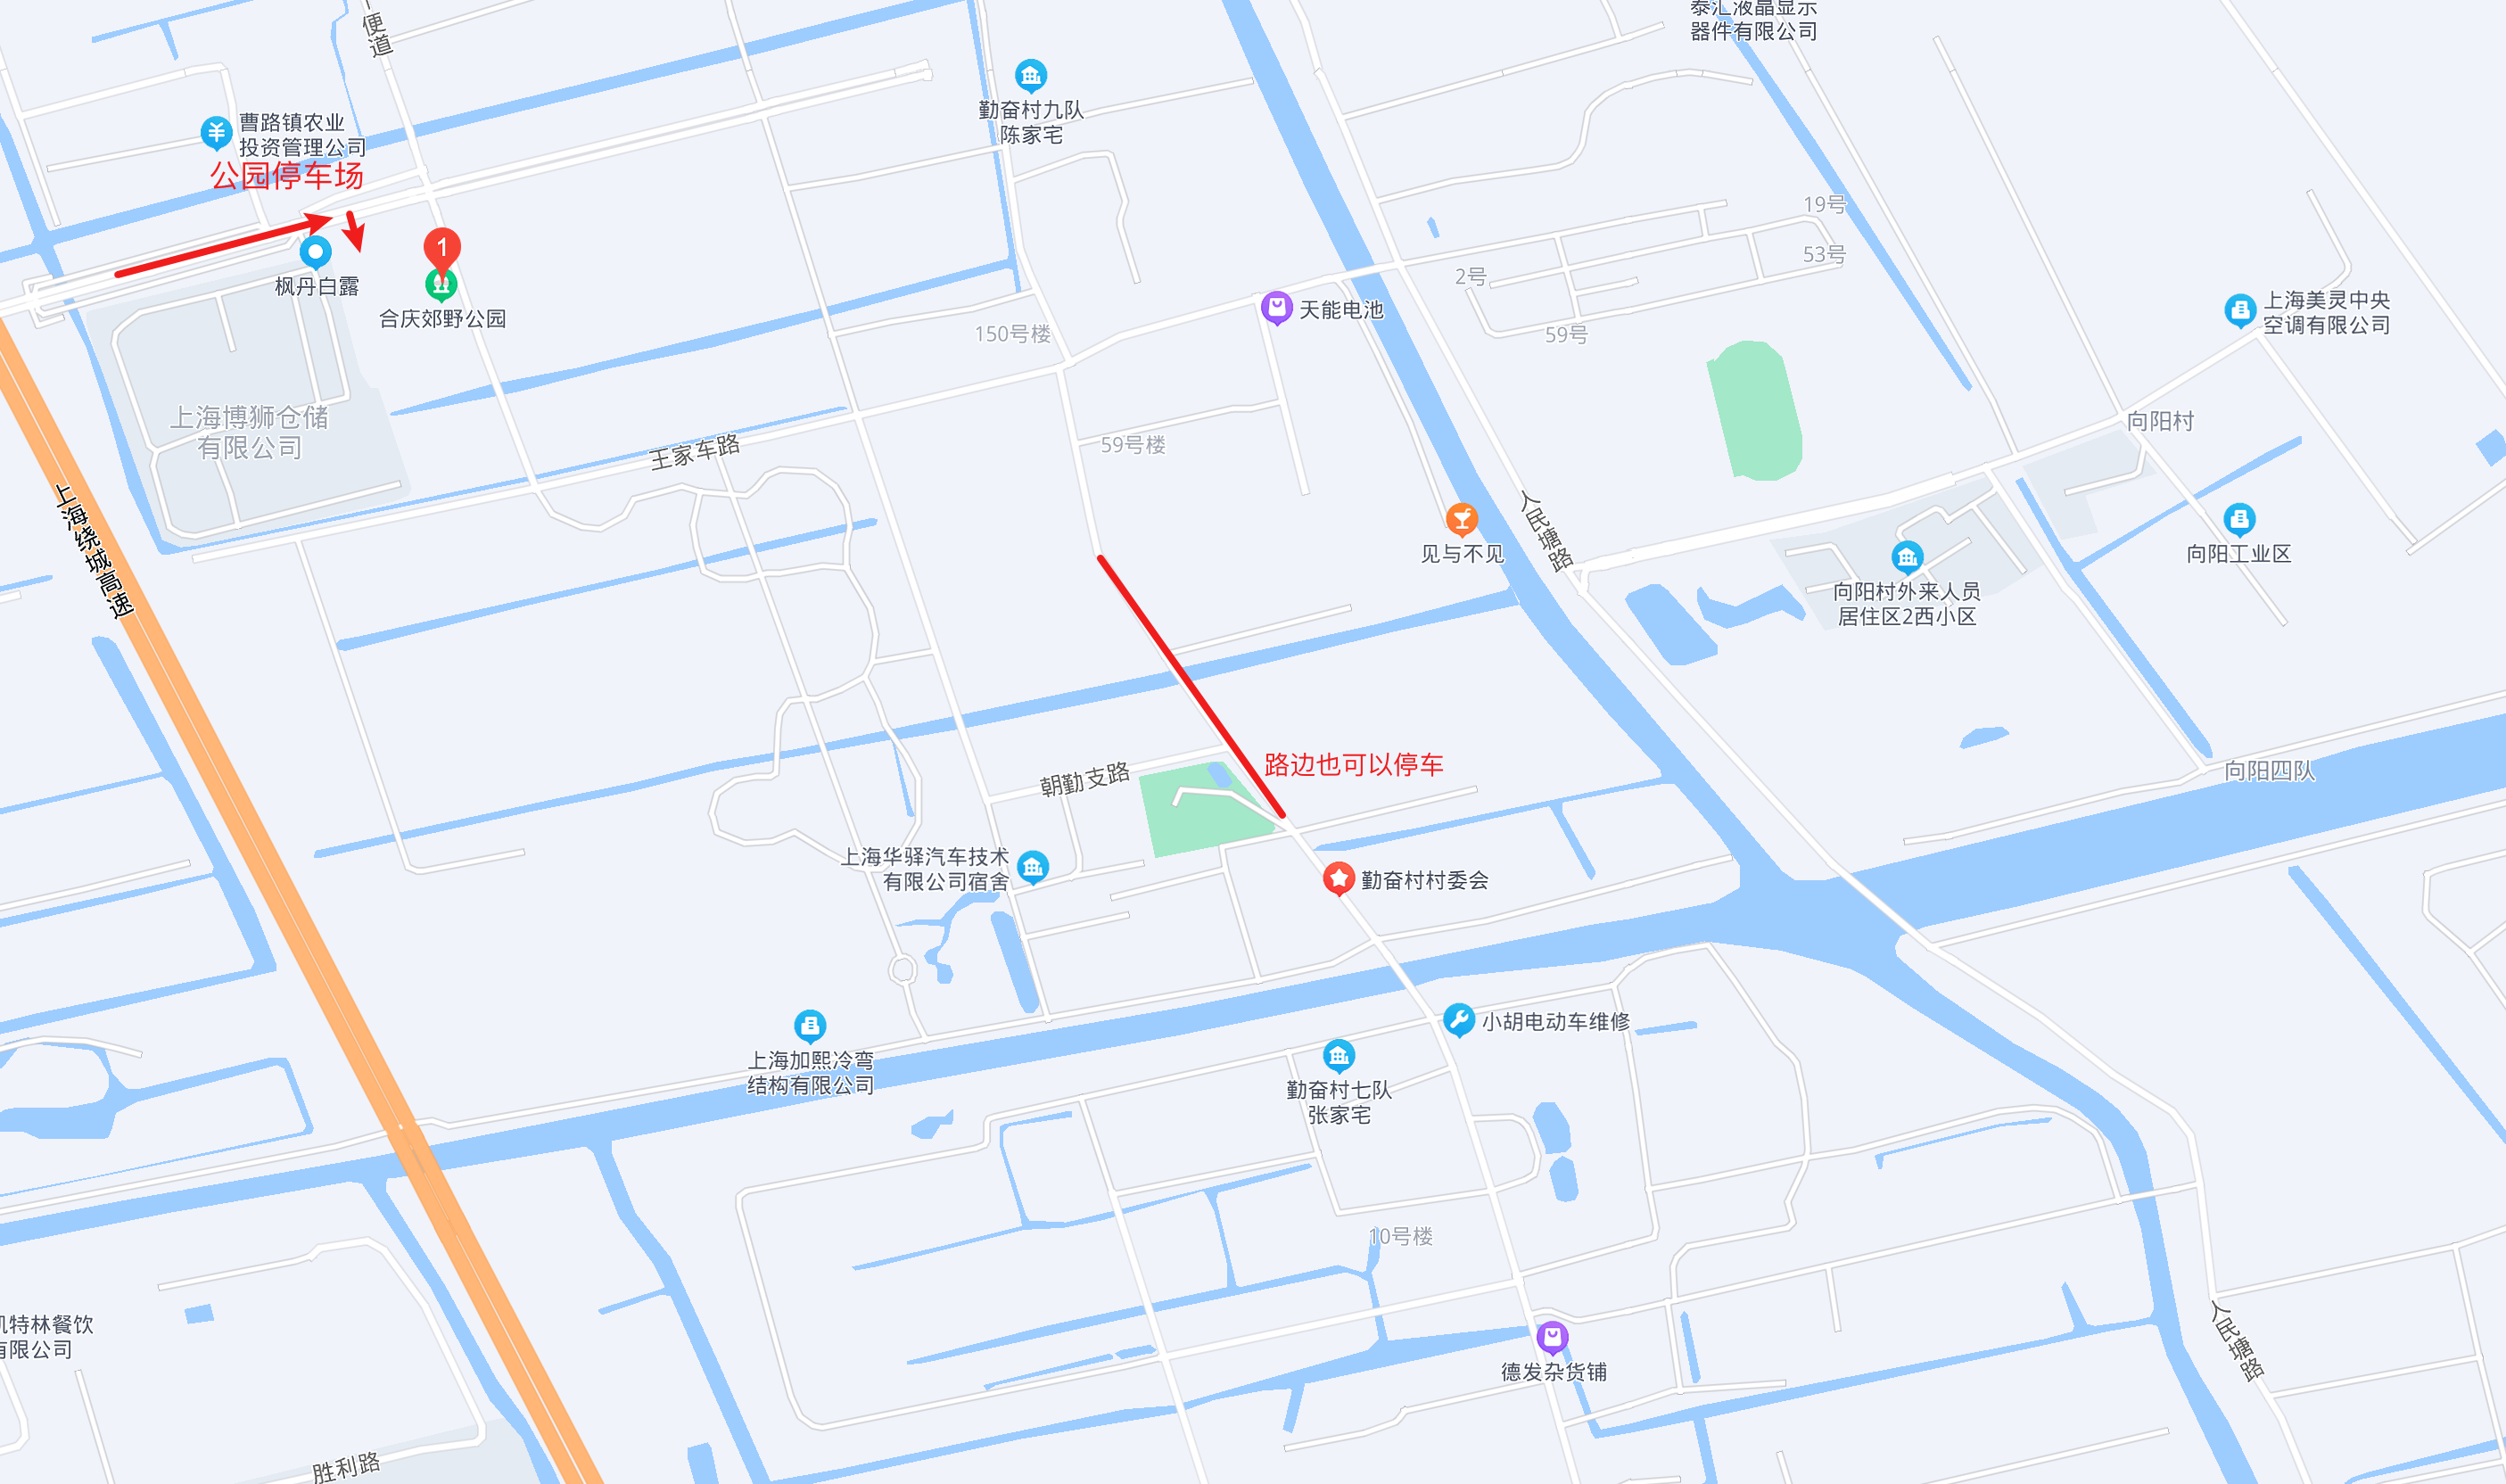 便道
泰汇液晶显示
器件有限公司
勤奋村九队
陈家宅
曹路镇农业
投资管理公司
公园停车场
1
枫丹白露
合庆郊野公园
19号
53号
2号
59号
天能电池
150号楼
上海美灵中央
空调有限公司
上海博狮仓储
有限公司
王家车路
59号楼
向阳村
上海绕城高速
人民塘路
见与不见
向阳工业区
向阳村外来人员
居住区2西小区
路边也可以停车
朝勤支路
向阳四队
上海华驿汽车技术
有限公司宿舍
勤奋村村委会
小胡电动车维修
上海加熙冷弯
结构有限公司
勤奋村七队
张家宅
10号楼
凯特林餐饮
有限公司
德发杂货铺
人民塘路
胜利路